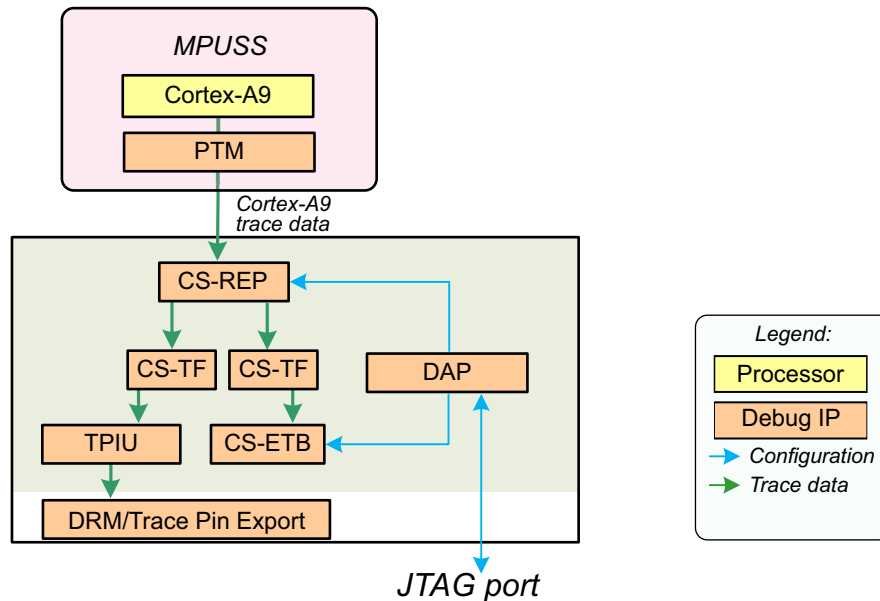 MPUSS
Cortex-A9
PTM
Cortex-A9
trace data
CS-REP
CS-TF
CS-TF
DAP
TPIU
CS-ETB
DRM/Trace Pin Export
JTAG port
Legend:
Processor
Debug IP
Configuration
Trace data